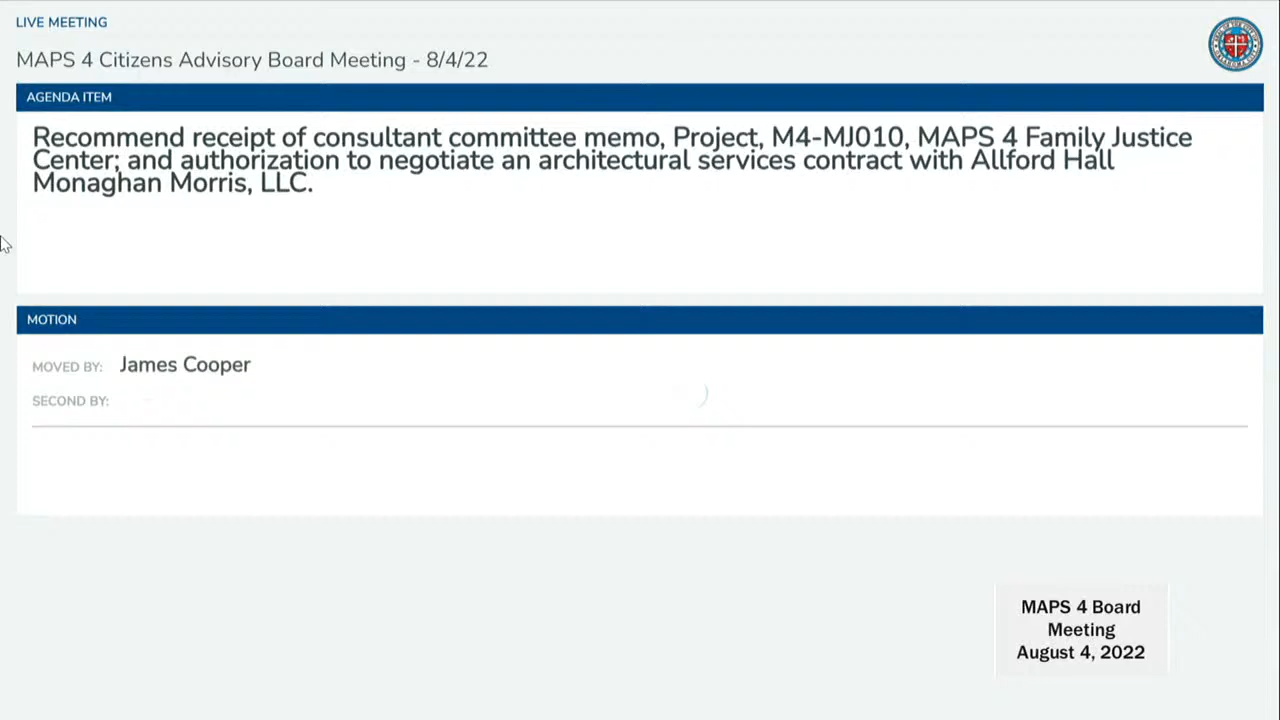 LIVE MEETING
MAPS 4 Citizens Advisory Board Meeting - 8/4/22
AGENDA ITEM
Recommend receipt of consultant committee memo, Project, M4-MJ010, MAPS 4 Family Justice
Center; and authorization to negotiate an architectural services contract with Allford Hall
Monaghan Morris, LLC.
MOTION
MOVED BY: James Cooper
SECOND BY:
MAPS 4 Board
Meeting
August 4, 2022